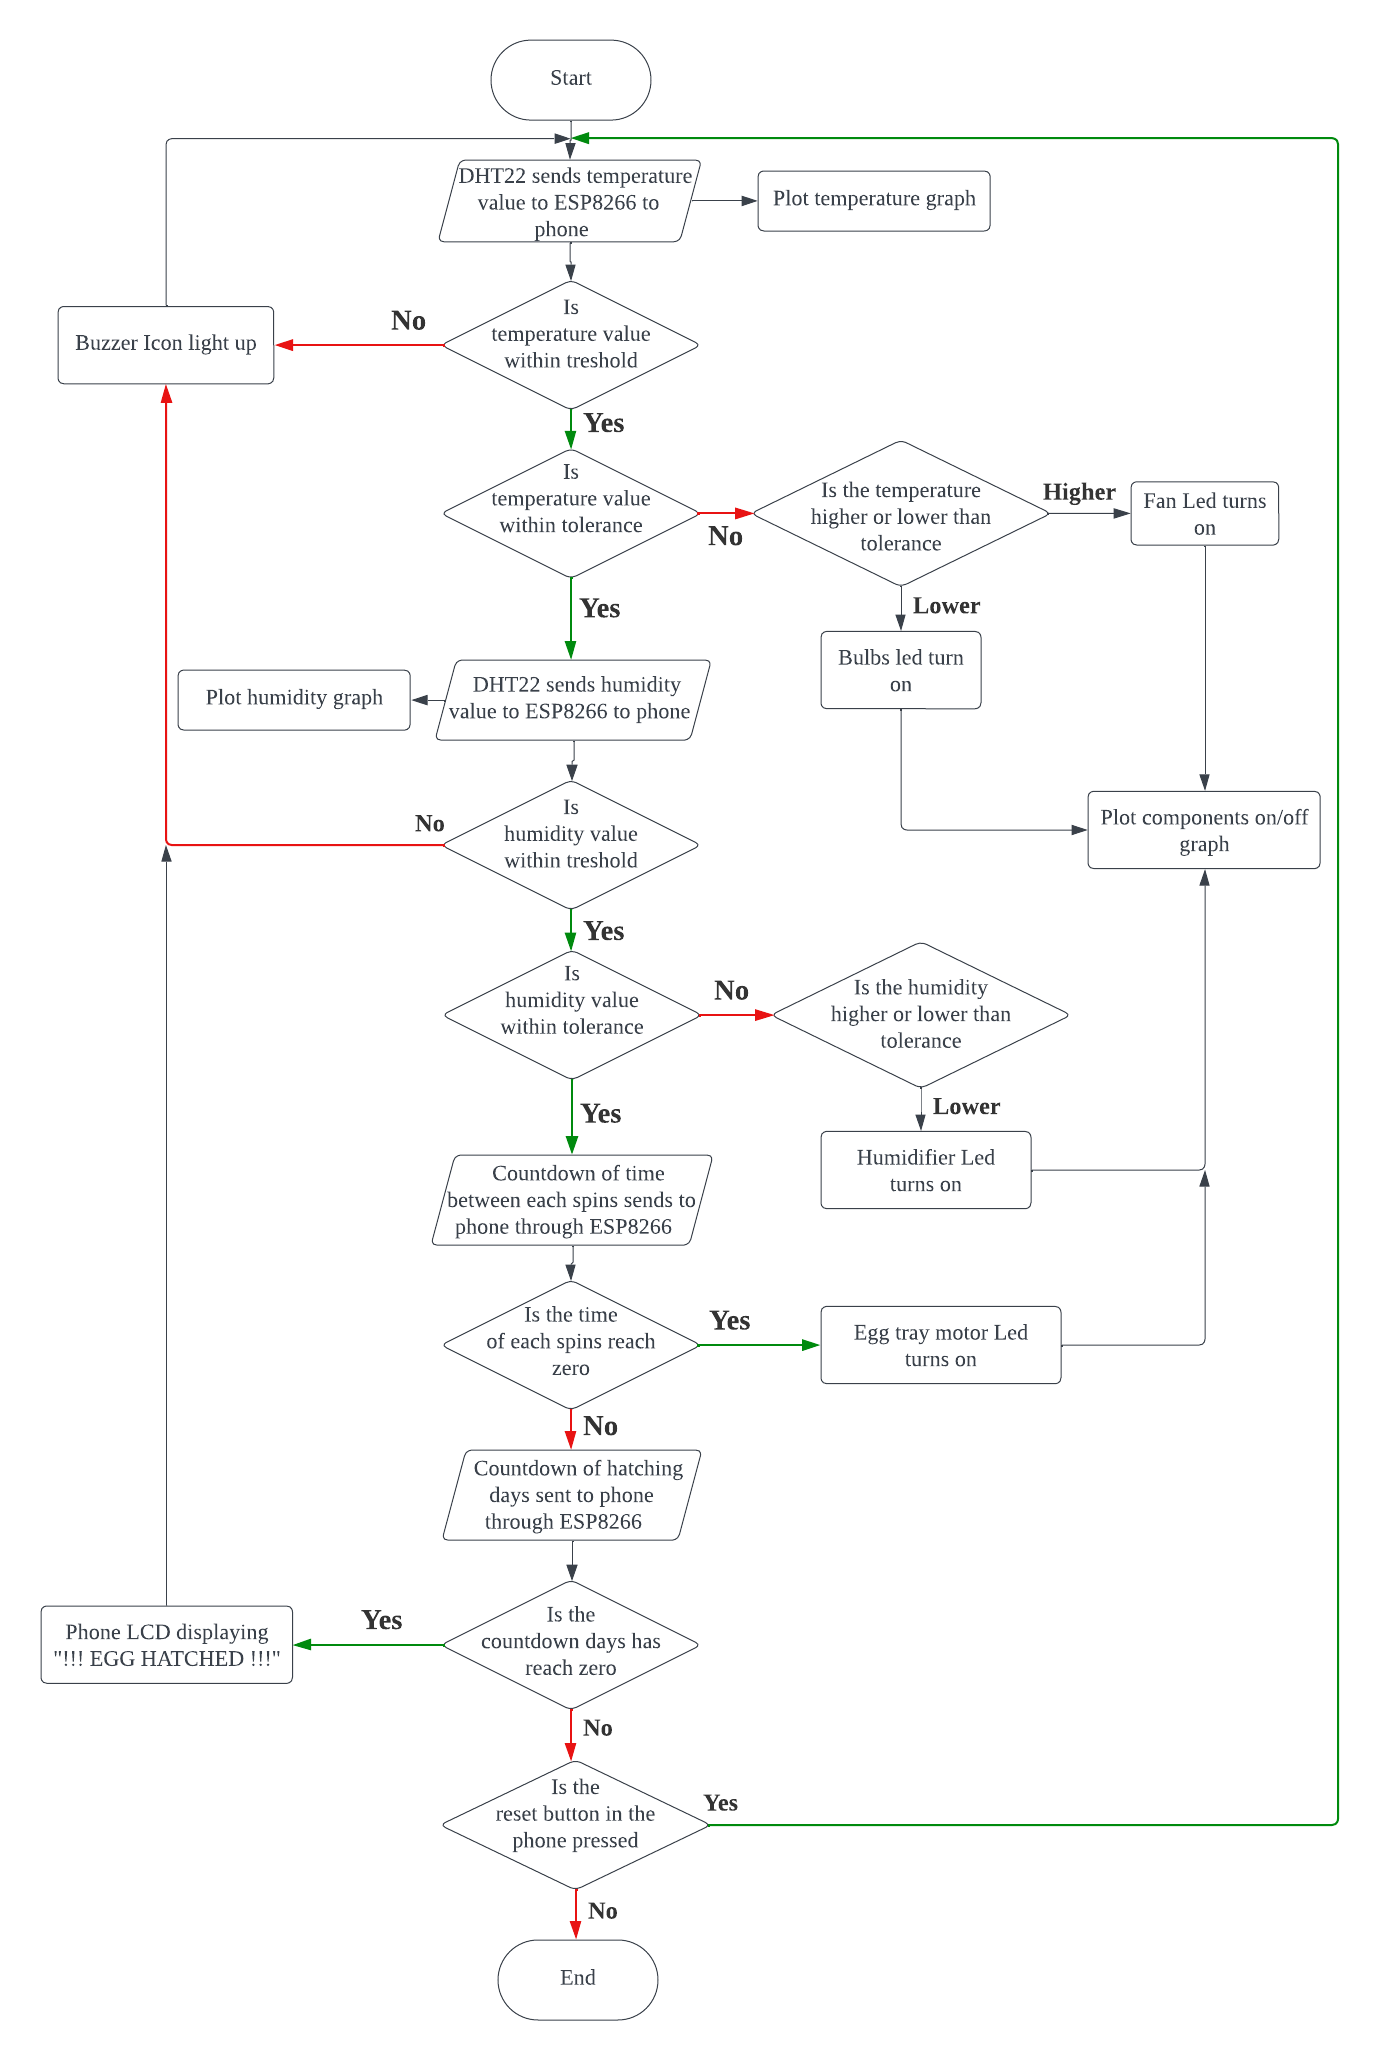 Start
DHT22 sends temperature
value to ESP8266 to
phone
Plot temperature graph
Is
temperature value
within treshold
No
Buzzer Icon light up
Yes
Is
temperature value
within tolerance
No
Is the temperature
higher or lower than
tolerance
Higher
Fan Led turns
on
Lower
Bulbs led turn
on
Yes
DHT22 sends humidity
value to ESP8266 to phone
Plot humidity graph
Plot components on/off
graph
Is
humidity value
within treshold
No
Yes
Is
humidity value
within tolerance
No
Is the humidity
higher or lower than
tolerance
Lower
Humidifier Led
turns on
Yes
Countdown of time
between each spins sends to
phone through ESP8266
Is the time
of each spins reach
zero
Yes
Egg tray motor Led
turns on
No
Countdown of hatching
days sent to phone
through ESP8266
Is the
countdown days has
reach zero
Yes
Phone LCD displaying
"!!! EGG HATCHED !!!"
No
Is the
reset button in the
phone pressed
Yes
No
End